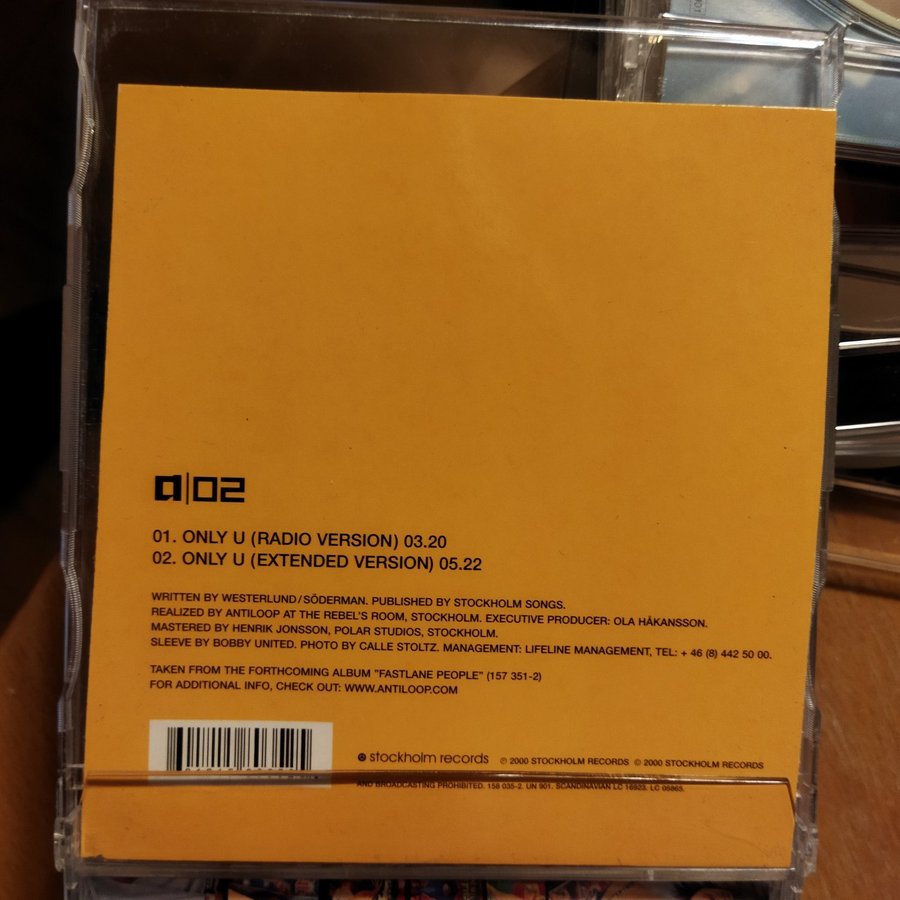 a|02
01. ONLY U (RADIO VERSION) 03.20
02. ONLY U (EXTENDED VERSION) 05.22
WRITTEN BY WESTERLUND/SÖDERMAN. PUBLISHED BY STOCKHOLM SONGS.
REALIZED BY ANTILOOP AT THE REBEL'S ROOM, STOCKHOLM. EXECUTIVE PRODUCER: OLA HÅKANSSON.
MASTERED BY HENRIK JONSSON, POLAR STUDIOS, STOCKHOLM.
SLEEVE BY BOBBY UNITED. PHOTO BY CALLE STOLTZ. MANAGEMENT: LIFELINE MANAGEMENT, TEL: + 46 (8) 442 50 00.
TAKEN FROM THE FORTHCOMING ALBUM "FASTLANE PEOPLE" (157 351-2)
FOR ADDITIONAL INFO, CHECK OUT: WWW.ANTILOOP.COM
stockholm records ℗ 2000 STOCKHOLM RECORDS © 2000 STOCKHOLM RECORDS
AND BROADCASTING PROHIBITED. 158 035-2. UN 901. SCANDINAVIAN LC 16923. LC 08865.